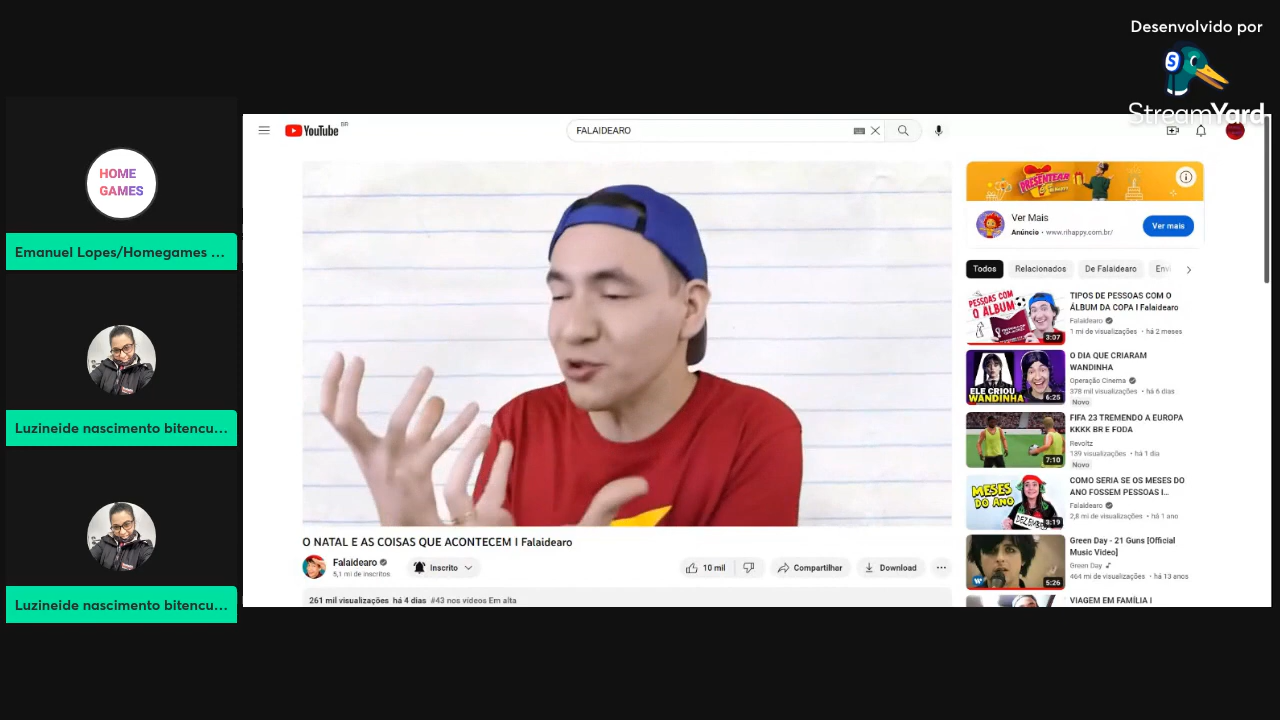 Desenvolvido por
StreamYard
HOME
GAMES
Emanuel Lopes/Homegames ...
Luzineide nascimento bitencu...
Luzineide nascimento bitencu...
YouTube BR
FALAIDEARO
O NATAL E AS COISAS QUE ACONTECEM I Falaidearo
Falaidearo
5,1 mi de inscritos
Inscrito
10 mil
Compartilhar
Download
261 mil visualizações há 4 dias #43 nos vídeos Em alta
PRESENTEAR
Ver Mais
Anúncio • www.rihappy.com.br/
Ver mais
Todos
Relacionados
De Falaidearo
Envi
PESSOAS COM
O ÁLBUM
3:07
TIPOS DE PESSOAS COM O
ÁLBUM DA COPA I Falaidearo
Falaidearo
1 mi de visualizações • há 2 meses
ELE CRIOU
WANDINHA
6:25
O DIA QUE CRIARAM
WANDINHA
Operação Cinema
378 mil visualizações • há 6 dias
Novo
7:10
FIFA 23 TREMENDO A EUROPA
KKKK BR E FODA
Revoltz
139 visualizações • há 1 dia
Novo
MESES
DO ANO
DEZEMBRO
3:19
COMO SERIA SE OS MESES DO
ANO FOSSEM PESSOAS I...
Falaidearo
2,8 mi de visualizações • há 1 ano
5:26
Green Day - 21 Guns [Official
Music Video]
Green Day
464 mi de visualizações • há 13 anos
VIAGEM EM FAMÍLIA I